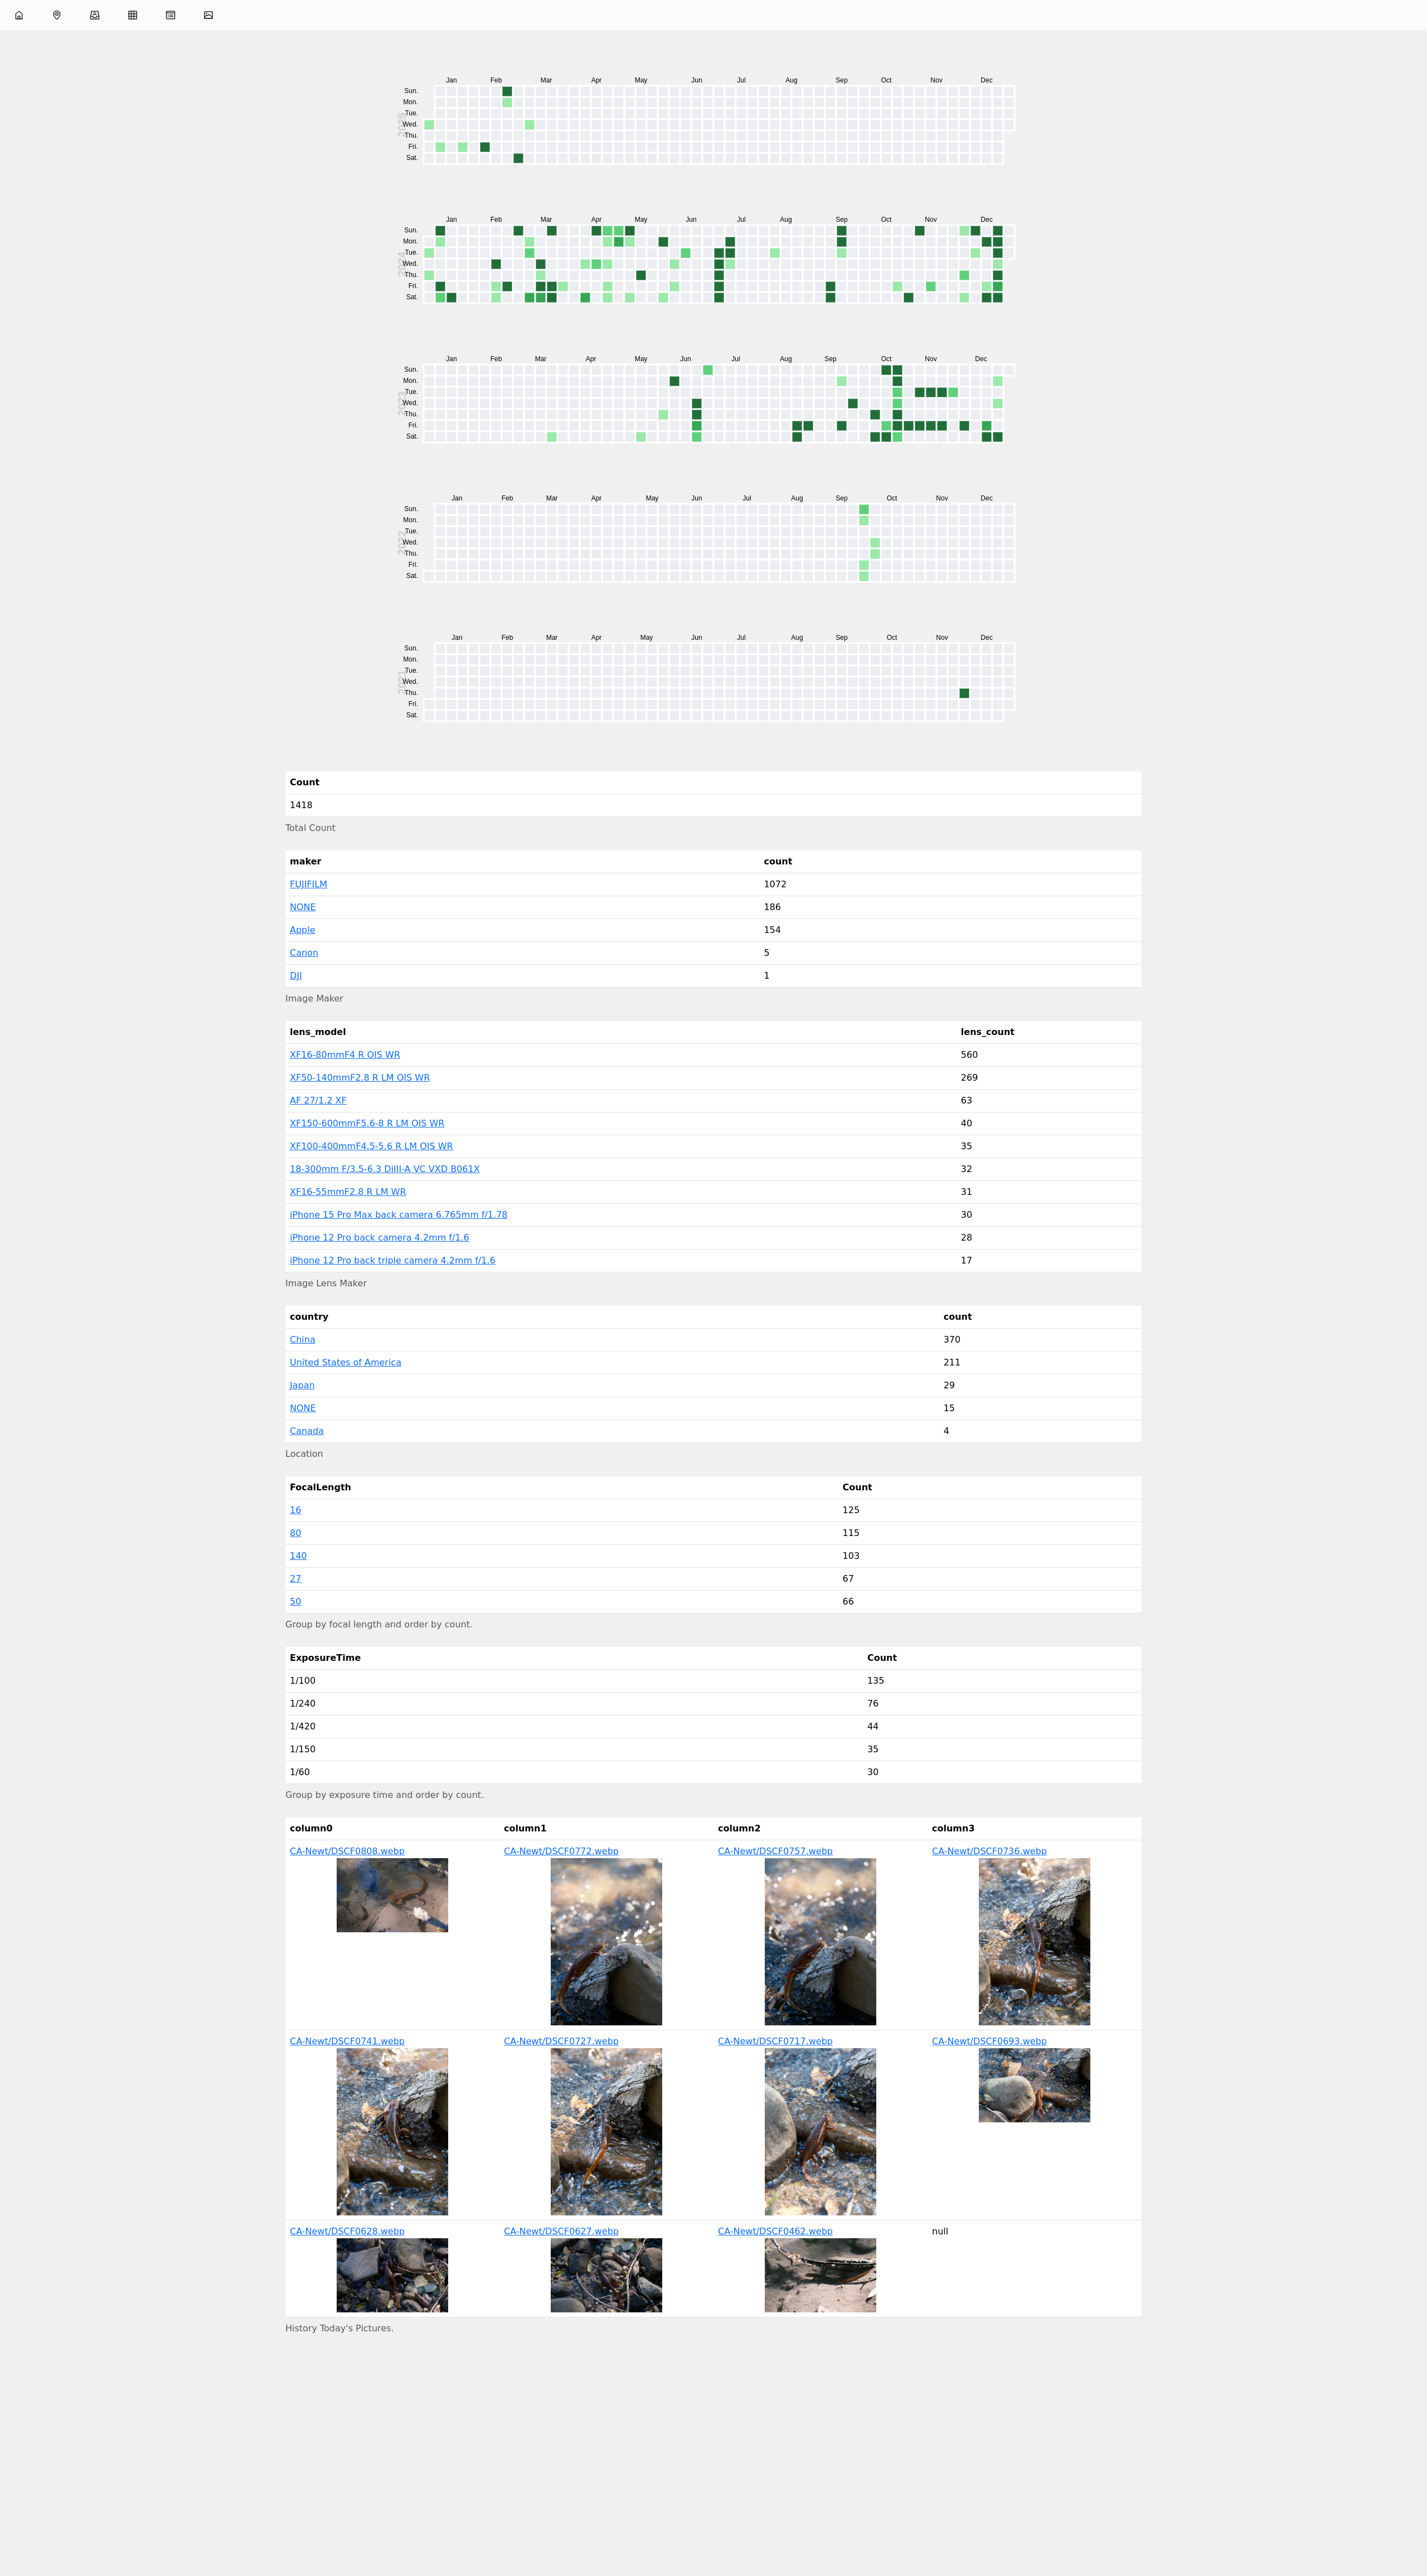 Jan Feb Mar Apr May Jun Jul Aug Sep Oct Nov Dec
Sun.
Mon.
Tue.
2025
Wed.
Thu.
Fri.
Sat.
Jan Feb Mar Apr May Jun Jul Aug Sep Oct Nov Dec
Sun.
Mon.
Tue.
2024
Wed.
Thu.
Fri.
Sat.
Jan Feb Mar Apr May Jun Jul Aug Sep Oct Nov Dec
Sun.
Mon.
Tue.
2023
Wed.
Thu.
Fri.
Sat.
Jan Feb Mar Apr May Jun Jul Aug Sep Oct Nov Dec
Sun.
Mon.
Tue.
2022
Wed.
Thu.
Fri.
Sat.
Jan Feb Mar Apr May Jun Jul Aug Sep Oct Nov Dec
Sun.
Mon.
Tue.
2021
Wed.
Thu.
Fri.
Sat.
Count
1418
Total Count
maker count
FUJIFILM 1072
NONE 186
Apple 154
Canon 5
DJI 1
Image Maker
lens_model lens_count
XF16-80mmF4 R OIS WR 560
XF50-140mmF2.8 R LM OIS WR 269
AF 27/1.2 XF 63
XF150-600mmF5.6-8 R LM OIS WR 40
XF100-400mmF4.5-5.6 R LM OIS WR 35
18-300mm F/3.5-6.3 DiIII-A VC VXD B061X 32
XF16-55mmF2.8 R LM WR 31
iPhone 15 Pro Max back camera 6.765mm f/1.78 30
iPhone 12 Pro back camera 4.2mm f/1.6 28
iPhone 12 Pro back triple camera 4.2mm f/1.6 17
Image Lens Maker
country count
China 370
United States of America 211
Japan 29
NONE 15
Canada 4
Location
FocalLength Count
16 125
80 115
140 103
27 67
50 66
Group by focal length and order by count.
ExposureTime Count
1/100 135
1/240 76
1/420 44
1/150 35
1/60 30
Group by exposure time and order by count.
column0 column1 column2 column3
CA-Newt/DSCF0808.webp CA-Newt/DSCF0772.webp CA-Newt/DSCF0757.webp CA-Newt/DSCF0736.webp
CA-Newt/DSCF0741.webp CA-Newt/DSCF0727.webp CA-Newt/DSCF0717.webp CA-Newt/DSCF0693.webp
CA-Newt/DSCF0628.webp CA-Newt/DSCF0627.webp CA-Newt/DSCF0462.webp null
History Today's Pictures.